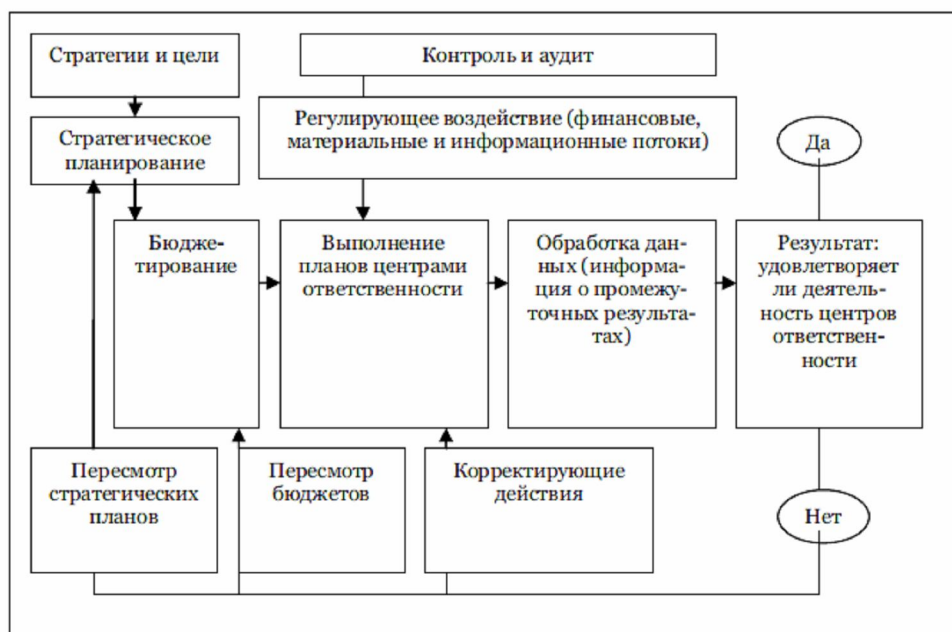 Стратегии и цели
Контроль и аудит
Стратегическое
планирование
Регулирующее воздействие (финансовые,
материальные и информационные потоки)
Да
Бюдже-
тирование
Выполнение
планов центрами
ответственности
Обработка дан-
ных (информа-
ция о промежу-
точных результа-
тах)
Результат:
удовлетворяет
ли деятель-
ность центров
ответствен-
ности
Пересмотр
стратегических
планов
Пересмотр
бюджетов
Корректирующие
действия
Нет